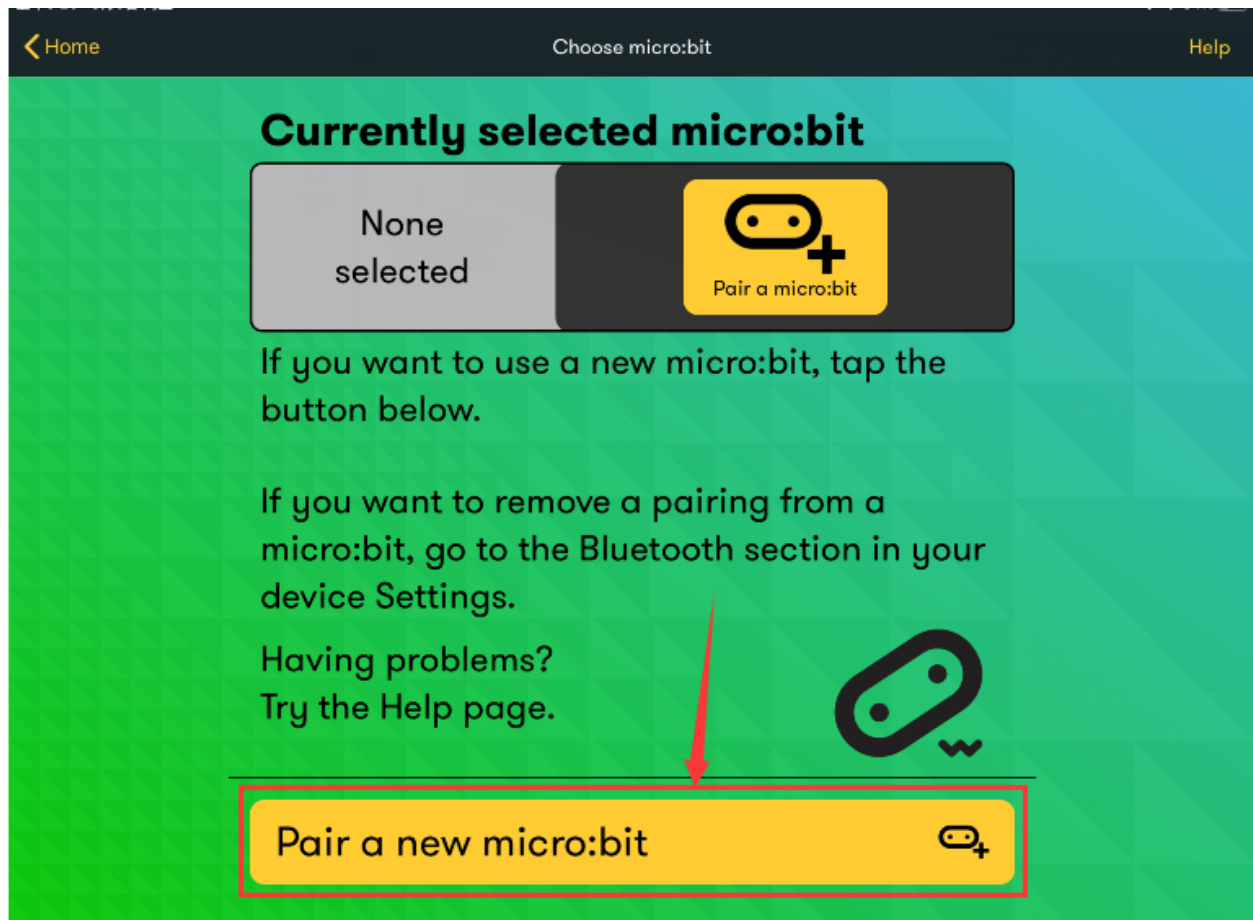 Home
Choose micro:bit
Help
Currently selected micro:bit
None
selected
Pair a micro:bit
If you want to use a new micro:bit, tap the
button below.
If you want to remove a pairing from a
micro:bit, go to the Bluetooth section in your
device Settings.
Having problems?
Try the Help page.
Pair a new micro:bit